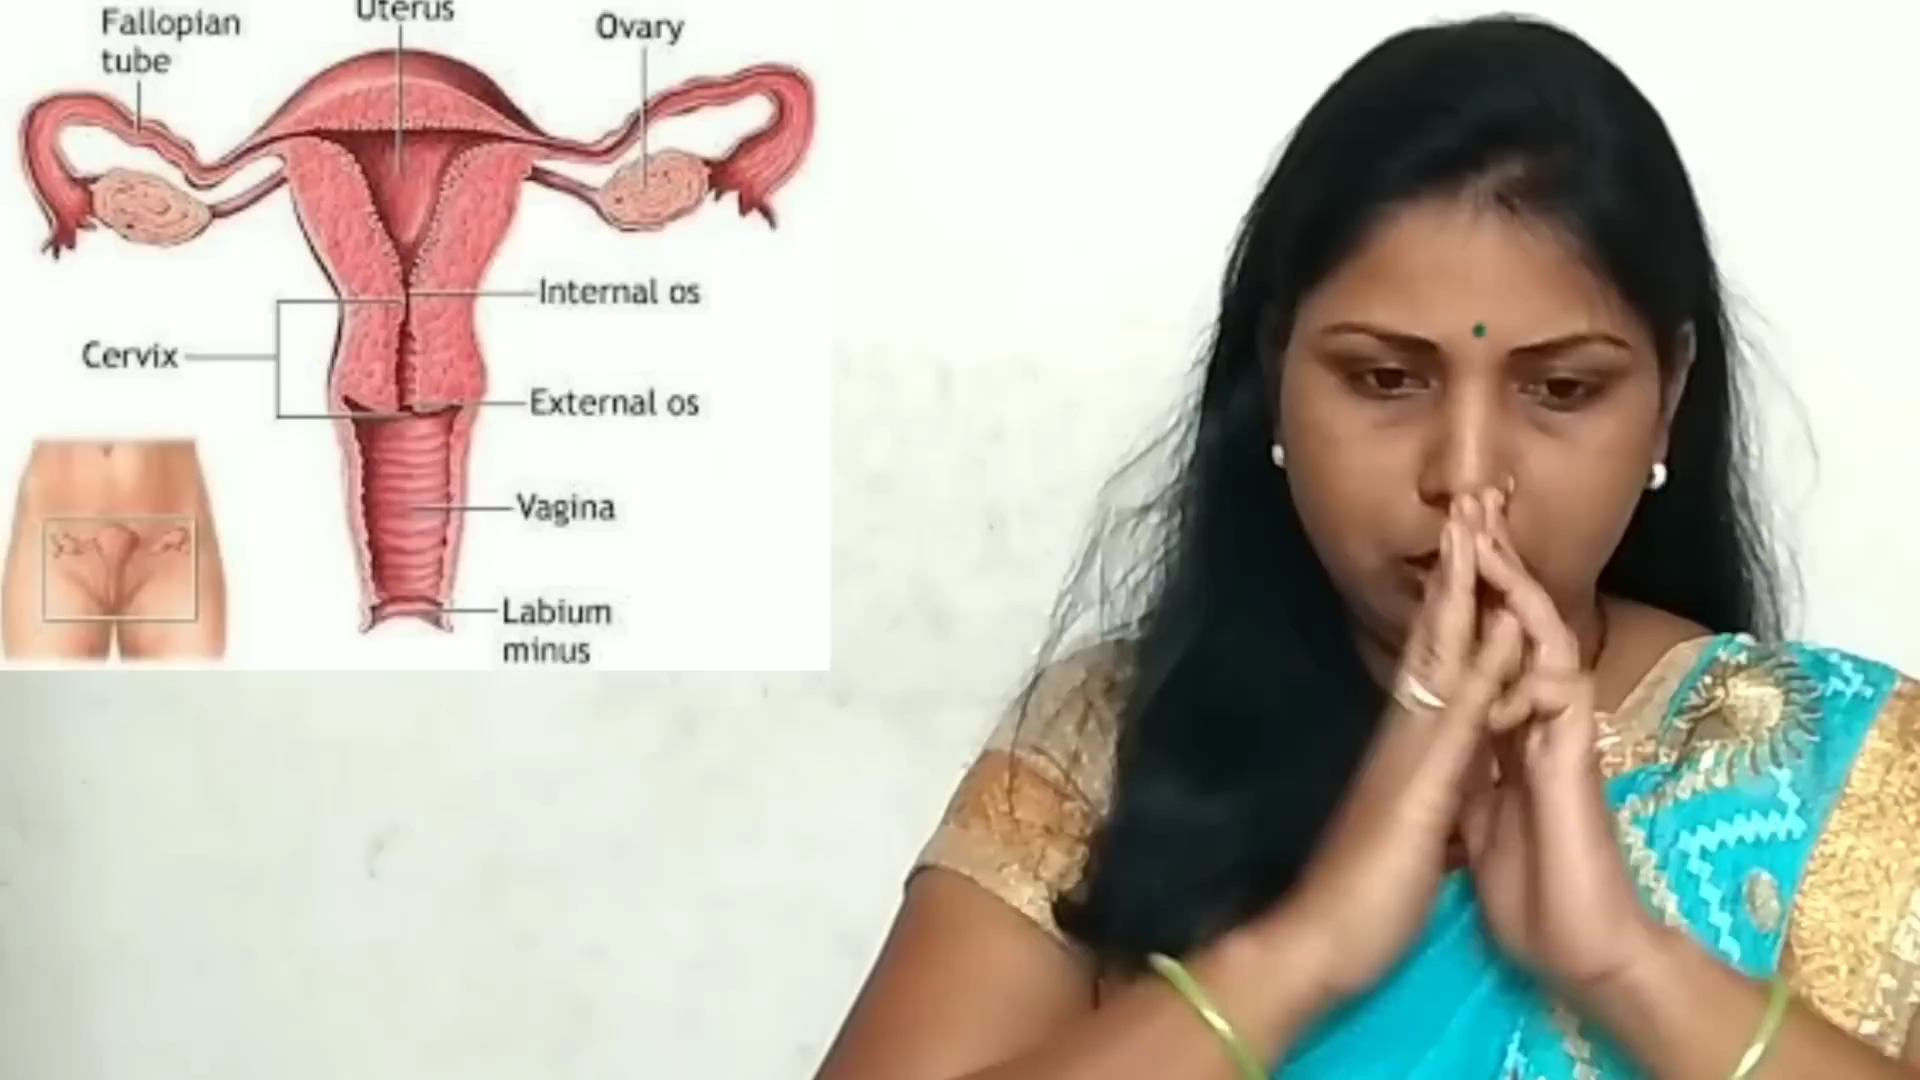 Fallopian
tube
Uterus
Ovary
Internal os
Cervix
External os
Vagina
Labium
minus